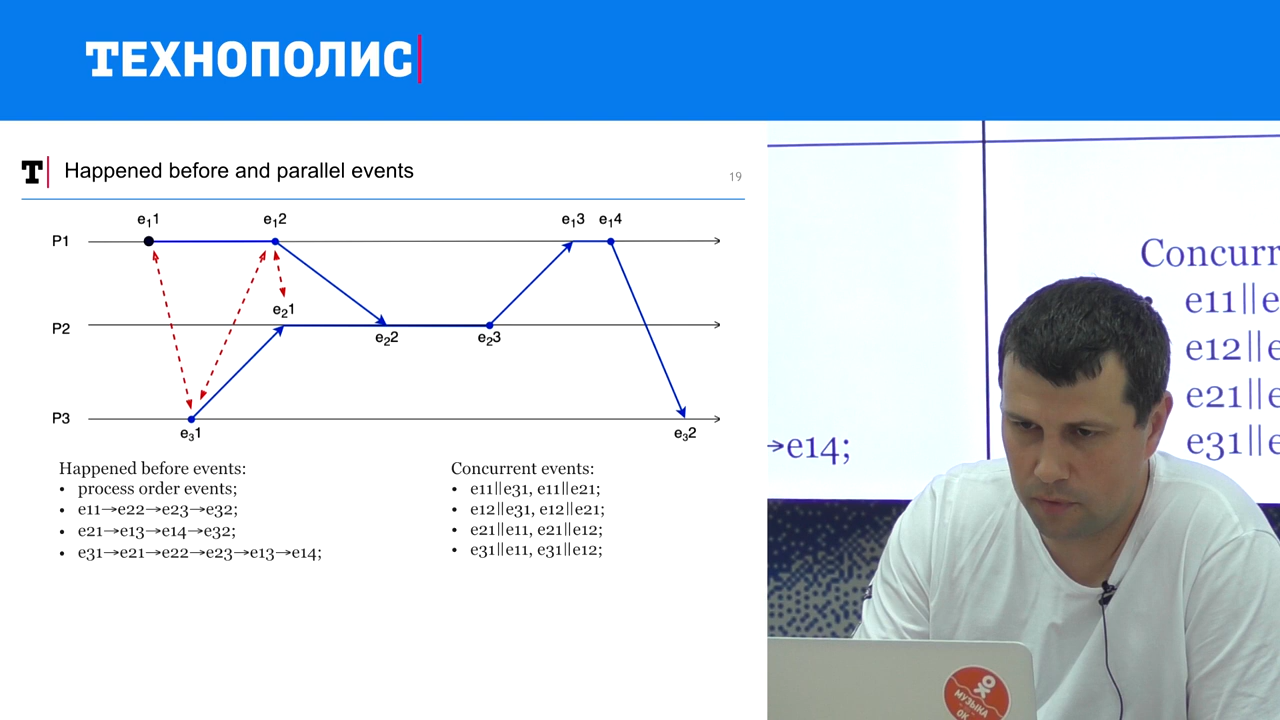 ТЕХНОПОЛИС
T Happened before and parallel events 19
e₁1 e₁2 e₁3 e₁4
P1
e₂1
P2
e₂2 e₂3
P3
e₃1 e₃2
Happened before events:
• process order events;
• e11→e22→e23→e32;
• e21→e13→e14→e32;
• e31→e21→e22→e23→e13→e14;
Concurrent events:
• e11||e31, e11||e21;
• e12||e31, e12||e21;
• e21||e11, e21||e12;
• e31||e11, e31||e12;
→e14;
Concurr
e11||e
e12||e
e21||e
e31||e
МУЗЫКА
OK